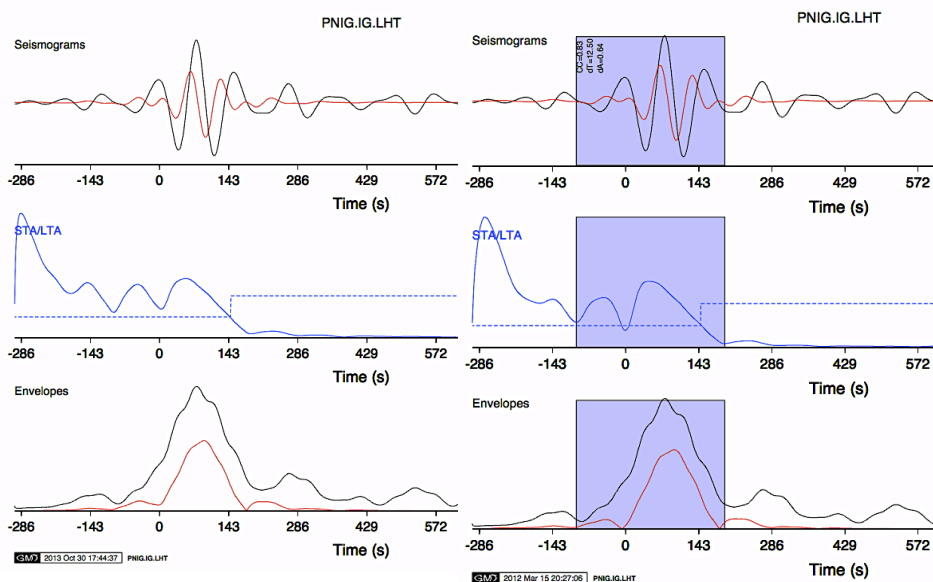 PNIG.IG.LHT
Seismograms
-286 -143 0 143 286 429 572
Time (s)
STA/LTA
-286 -143 0 143 286 429 572
Time (s)
Envelopes
-286 -143 0 143 286 429 572
Time (s)
GMD 2013 Oct 30 17:44:37 PNIG.IG.LHT
PNIG.IG.LHT
Seismograms
CC=0.83
dT=12.50
dA=0.64
-286 -143 0 143 286 429 572
Time (s)
STA/LTA
-286 -143 0 143 286 429 572
Time (s)
Envelopes
-286 -143 0 143 286 429 572
Time (s)
GMD 2012 Mar 15 20:27:06 PNIG.IG.LHT